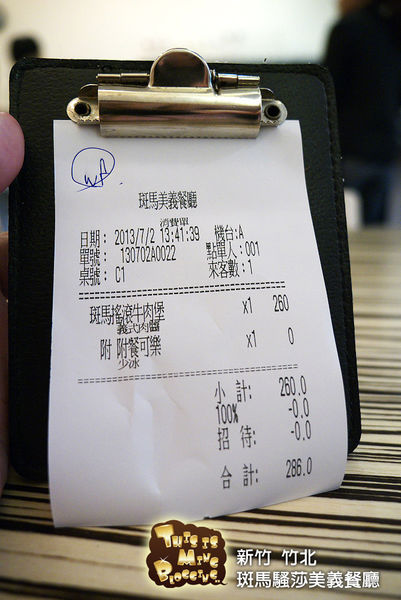 WP.
斑馬美義餐廳
消費單
日期: 2013/7/2 13:41:39 機台:A
單號: 130702A0022 點單人:001
桌號: C1 來客數:1
斑馬搖滾牛肉堡 x1 260
義式肉醬
附 附餐可樂 x1 0
少冰
小 計: 260.0
100% -0.0
招 待: -0.0
合 計: 286.0
THIS IS
MINE
BLOGGING
新竹 竹北
斑馬騷莎美義餐廳